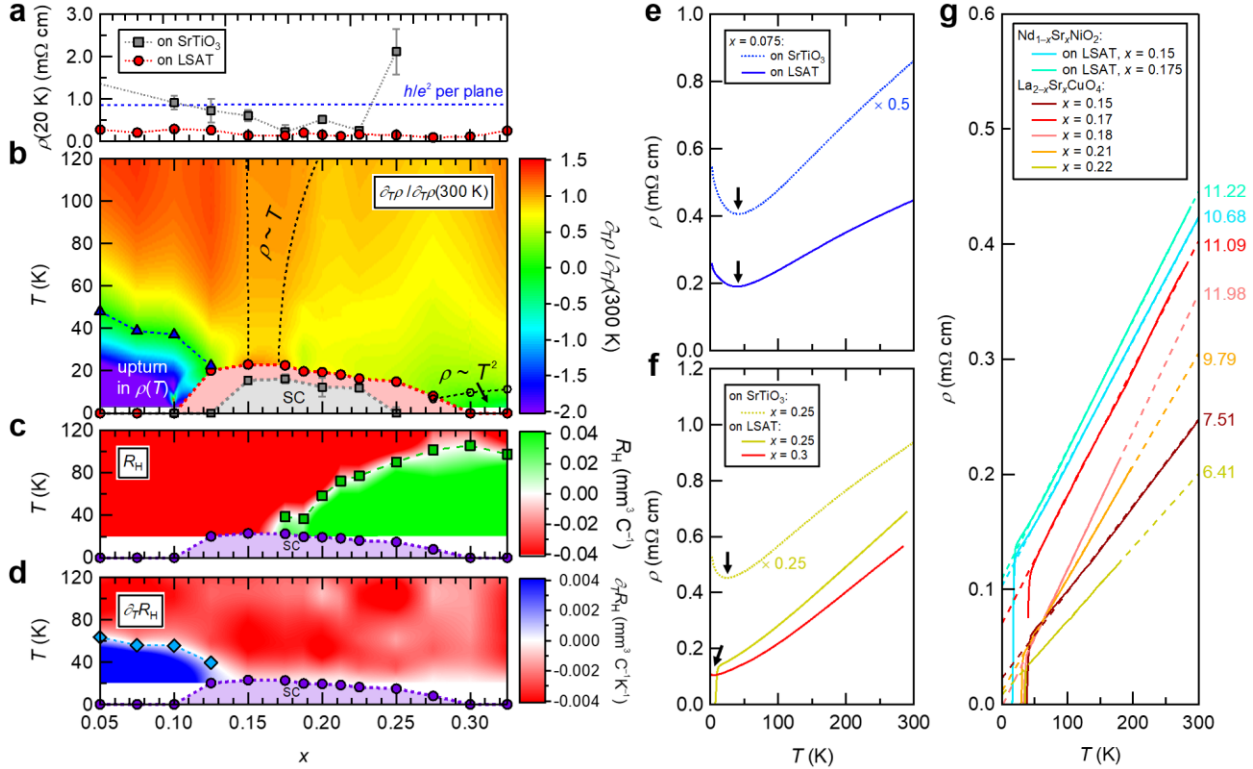 a
3.0
2.0
1.0
0.0
ρ(20 K) (mΩ cm)
on SrTiO₃
on LSAT
h/e² per plane
b
120
100
80
60
40
20
0
T (K)
∂Tρ / ∂Tρ(300 K)
ρ ~ T
upturn
in ρ(T)
SC
ρ ~ T²
1.5
1.0
0.5
0.0
-0.5
-1.0
-1.5
-2.0
∂Tρ / ∂Tρ(300 K)
c
120
80
40
0
T (K)
RH
SC
0.04
0.02
0.00
-0.02
-0.04
RH (mm³ C⁻¹)
d
120
80
40
0
T (K)
∂TRH
SC
0.004
0.002
0.000
-0.002
-0.004
∂TRH (mm³ C⁻¹K⁻¹)
0.05 0.10 0.15 0.20 0.25 0.30
x
e
1.0
0.8
0.6
0.4
0.2
0.0
ρ (mΩ cm)
x = 0.075:
on SrTiO₃
on LSAT
× 0.5
f
1.2
1.0
0.8
0.6
0.4
0.2
0.0
ρ (mΩ cm)
on SrTiO₃:
x = 0.25
on LSAT:
x = 0.25
x = 0.3
× 0.25
0 100 200 300
T (K)
g
0.6
0.5
0.4
0.3
0.2
0.1
0.0
ρ (mΩ cm)
Nd₁₋ₓSrₓNiO₂
on LSAT, x = 0.15
on LSAT, x = 0.175
La₂₋ₓSrₓCuO₄:
x = 0.15
x = 0.17
x = 0.18
x = 0.21
x = 0.22
11.22
10.68
11.09
11.98
9.79
7.51
6.41
0 100 200 300
T (K)